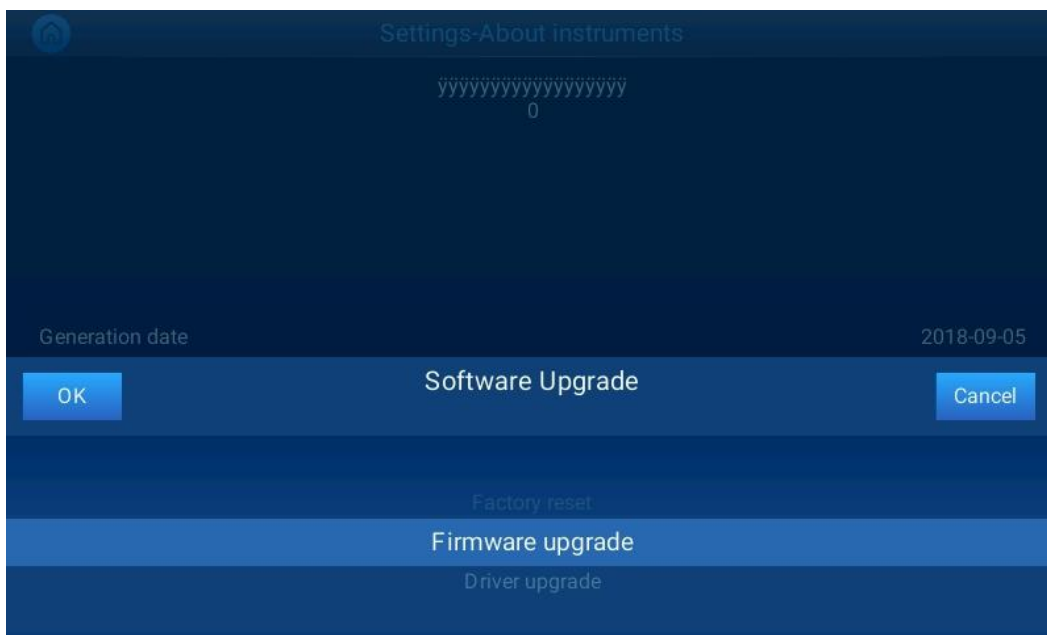 Settings-About instruments
ÿÿÿÿÿÿÿÿÿÿÿÿÿÿÿÿÿÿ
0
Generation date 2018-09-05
OK Software Upgrade Cancel
Factory reset
Firmware upgrade
Driver upgrade